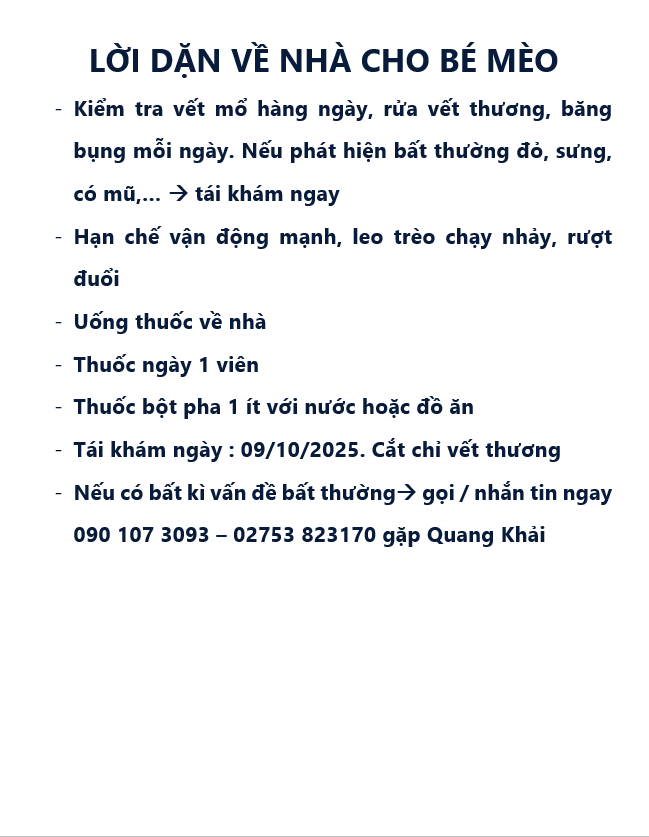 LỜI DẶN VỀ NHÀ CHO BÉ MÈO
- Kiểm tra vết mổ hàng ngày, rửa vết thương, băng
bụng mỗi ngày. Nếu phát hiện bất thường đỏ, sưng,
có mũ,... → tái khám ngay
- Hạn chế vận động mạnh, leo trèo chạy nhảy, rượt
đuổi
- Uống thuốc về nhà
- Thuốc ngày 1 viên
- Thuốc bột pha 1 ít với nước hoặc đồ ăn
- Tái khám ngày : 09/10/2025. Cắt chỉ vết thương
- Nếu có bất kì vấn đề bất thường→ gọi / nhắn tin ngay
090 107 3093 – 02753 823170 gặp Quang Khải